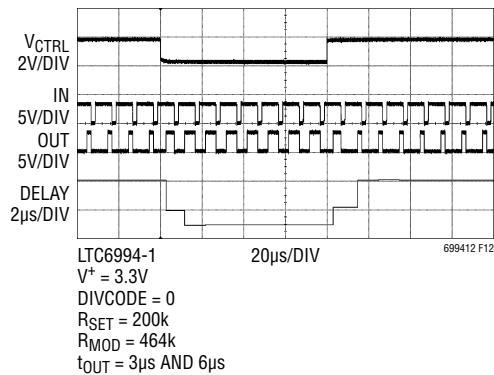 VCTRL
2V/DIV
IN
5V/DIV
OUT
5V/DIV
DELAY
2µs/DIV
LTC6994-1 20µs/DIV 699412 F12
V+ = 3.3V
DIVCODE = 0
RSET = 200k
RMOD = 464k
tOUT = 3µs AND 6µs